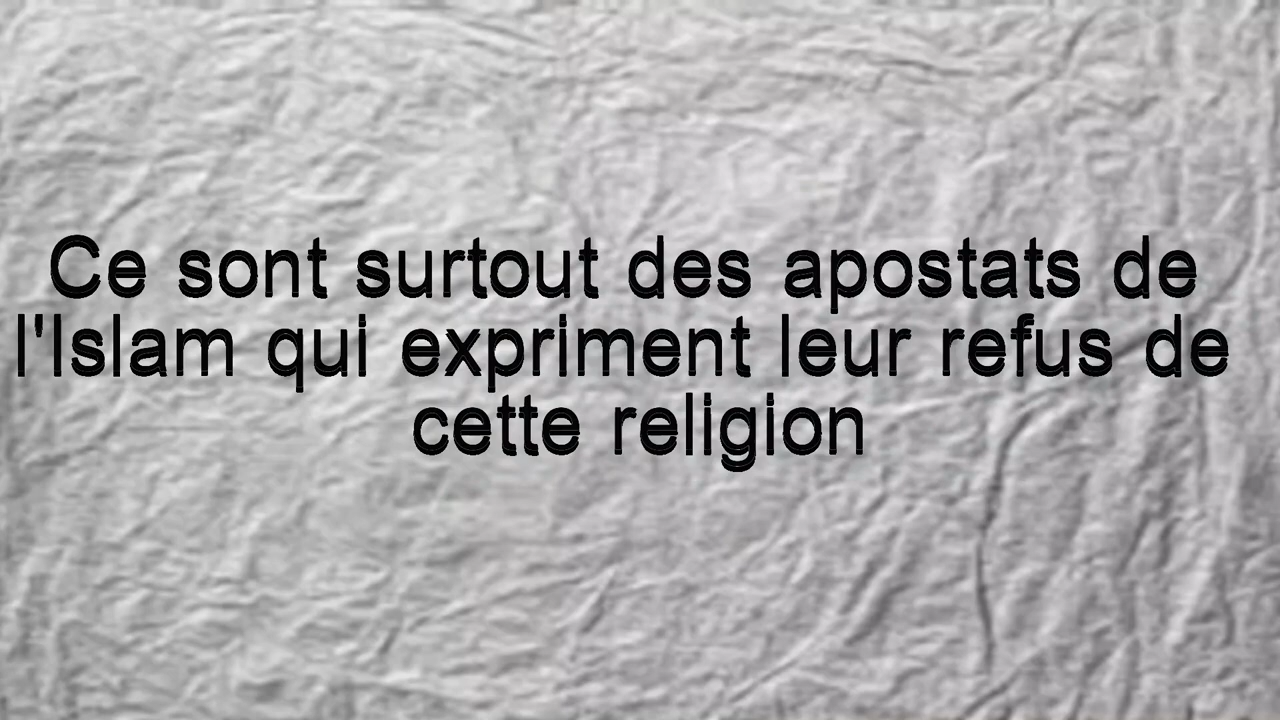 Ce sont surtout des apostats de
l'Islam qui expriment leur refus de
cette religion